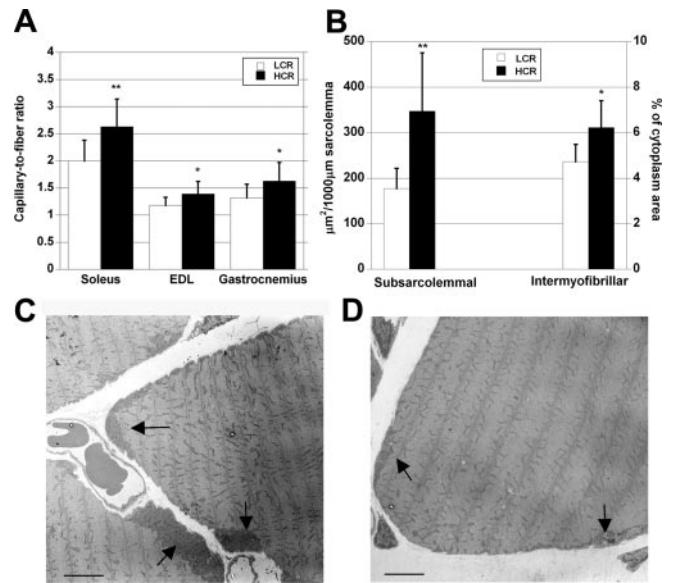 A
Capillary-to-fiber ratio
4
3.5
3
2.5
2
1.5
1
0.5
0
LCR
HCR
**
*
*
Soleus EDL Gastrocnemius
B
µm²/1000µm sarcolemma
500
400
300
200
100
0
LCR
HCR
**
*
10
8
6
4
2
0
% of cytoplasm area
Subsarcolemmal Intermyofibrillar
C
D